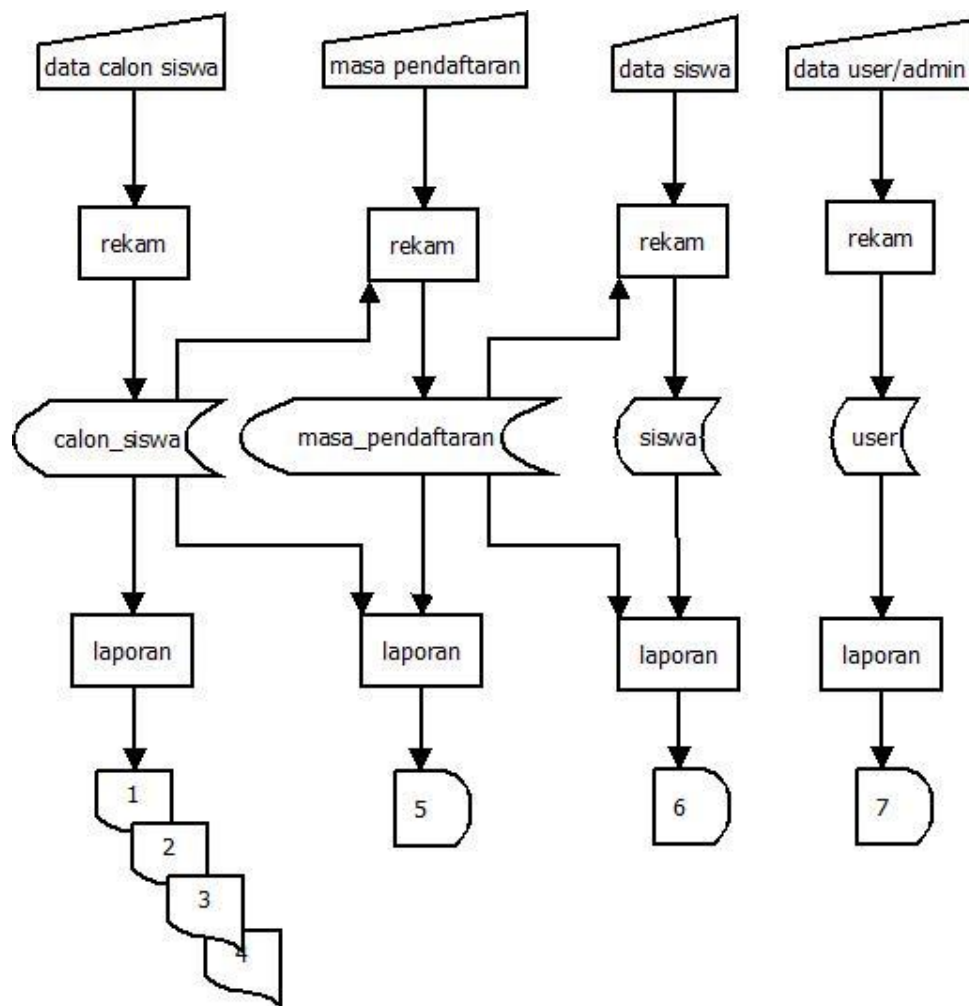 data calon siswa
masa pendaftaran
data siswa
data user/admin
rekam
rekam
rekam
rekam
calon_siswa
masa_pendaftaran
siswa
user
laporan
laporan
laporan
laporan
1
5
6
7
2
3
4